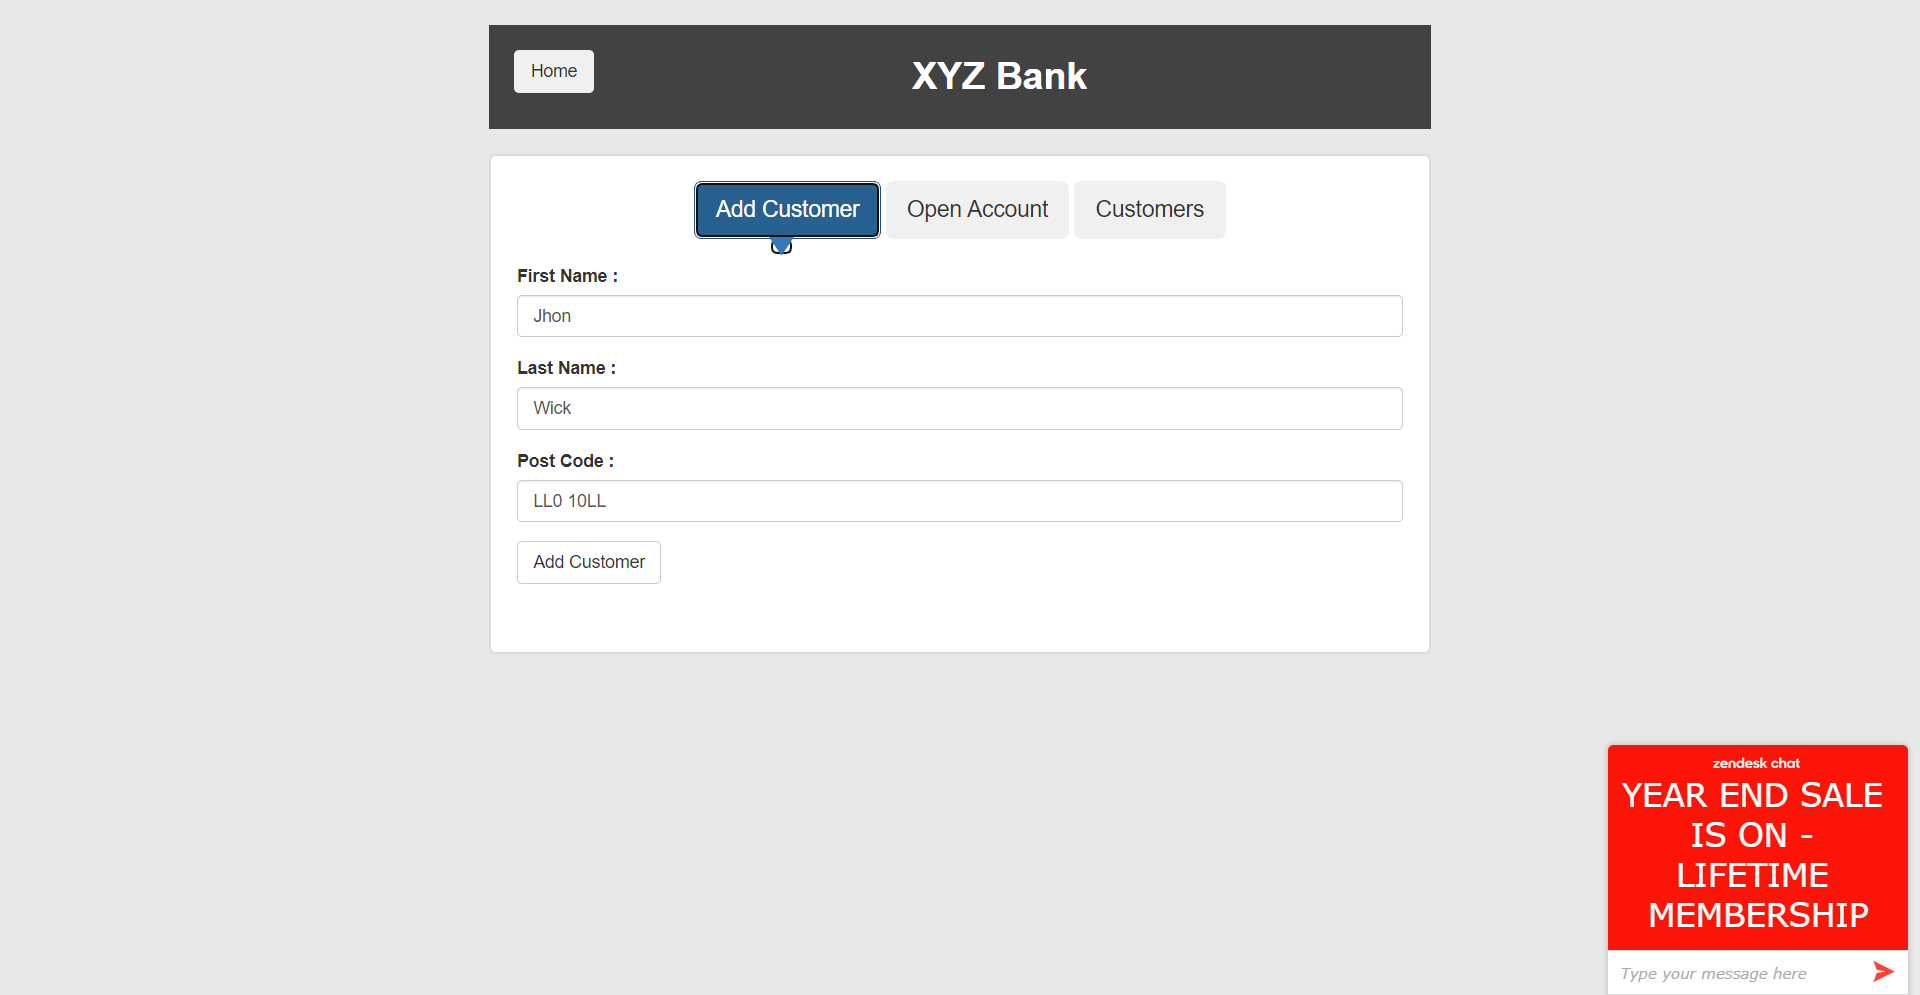 Home
XYZ Bank
Add Customer
Open Account
Customers
First Name :
Jhon
Last Name :
Wick
Post Code :
LL0 10LL
Add Customer
zendesk chat
YEAR END SALE
IS ON -
LIFETIME
MEMBERSHIP
Type your message here